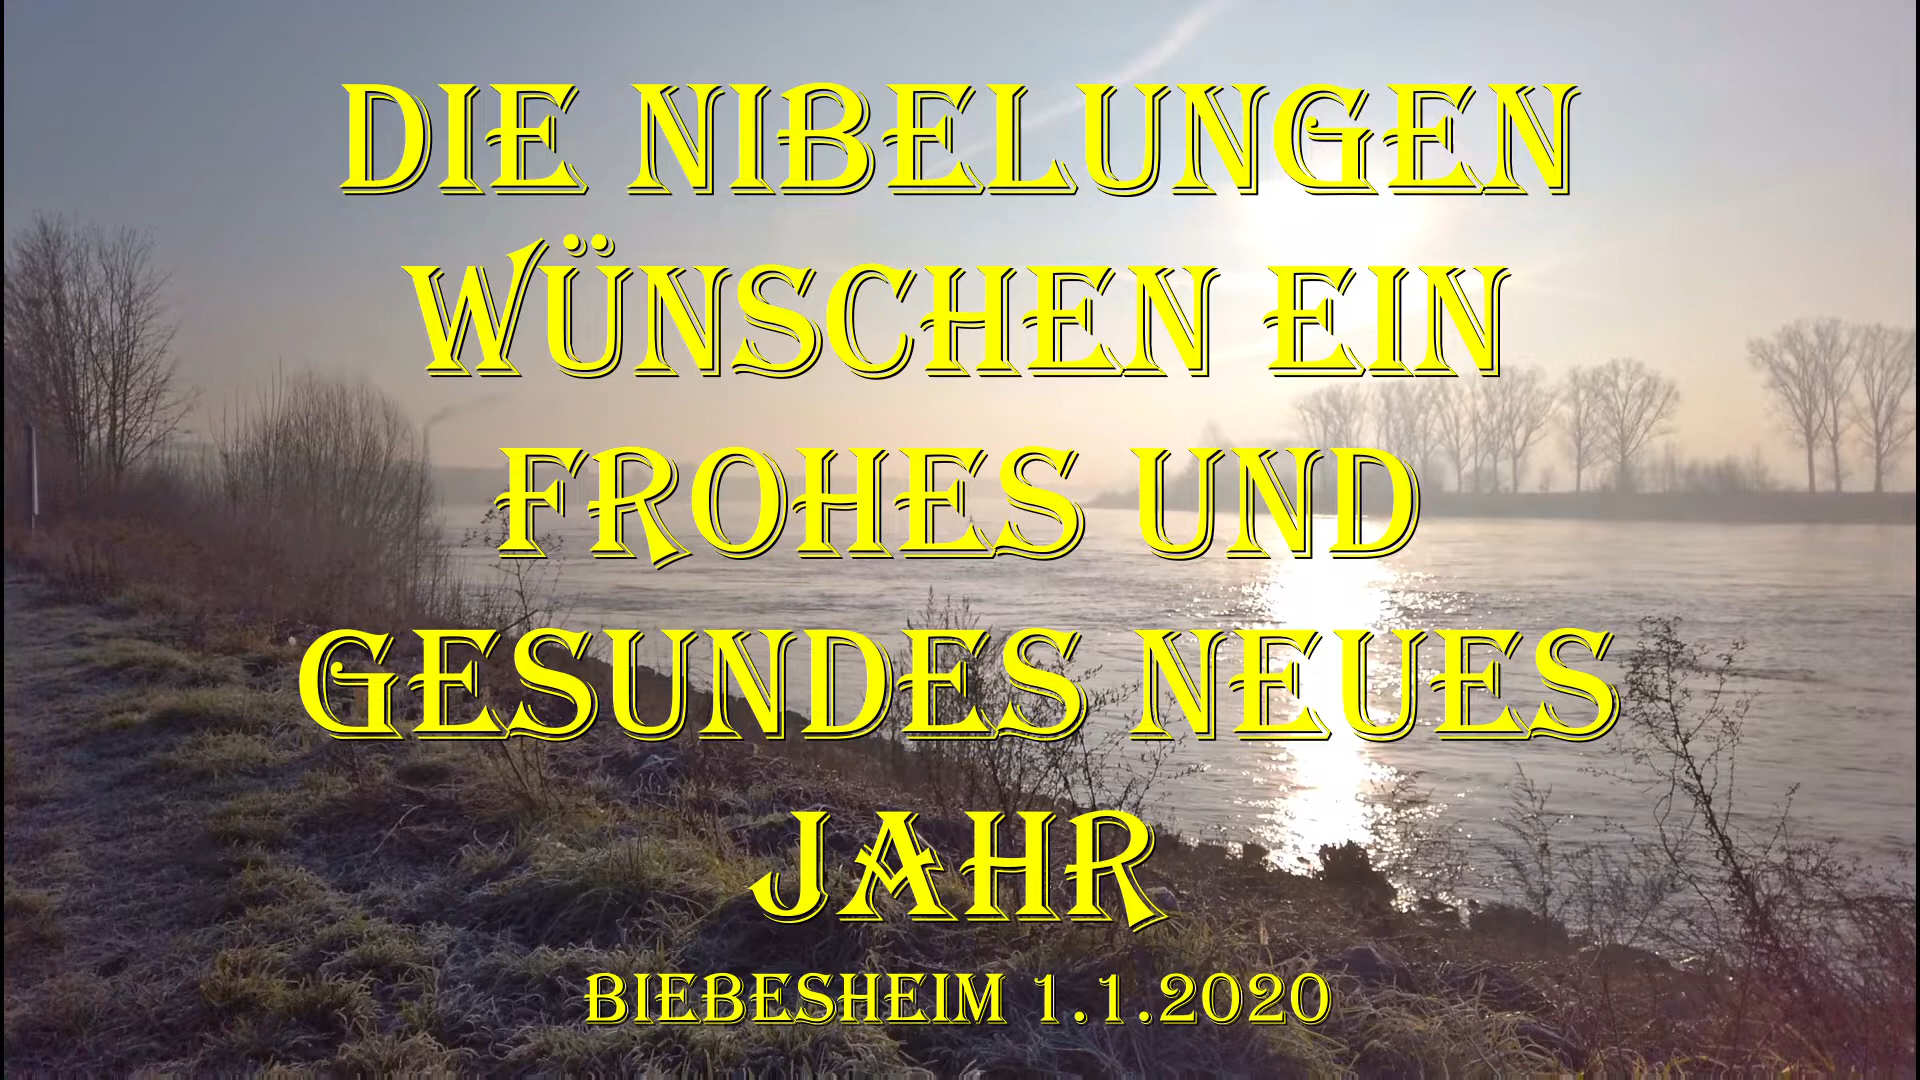 DIE NIBELUNGEN
WÜNSCHEN EIN
FROHES UND
GESUNDES NEUES
JAHR
BIEBESHEIM 1.1.2020